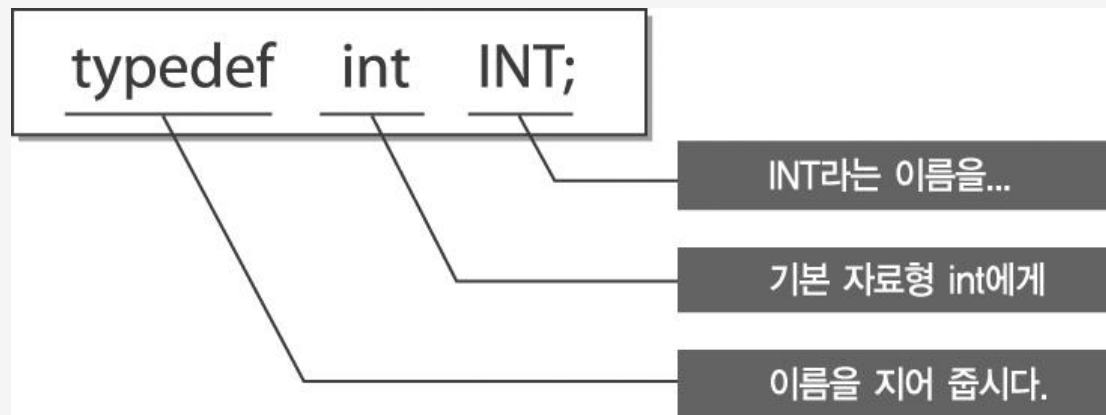 typedef int INT;
INT라는 이름을...
기본 자료형 int에게
이름을 지어 줍시다.